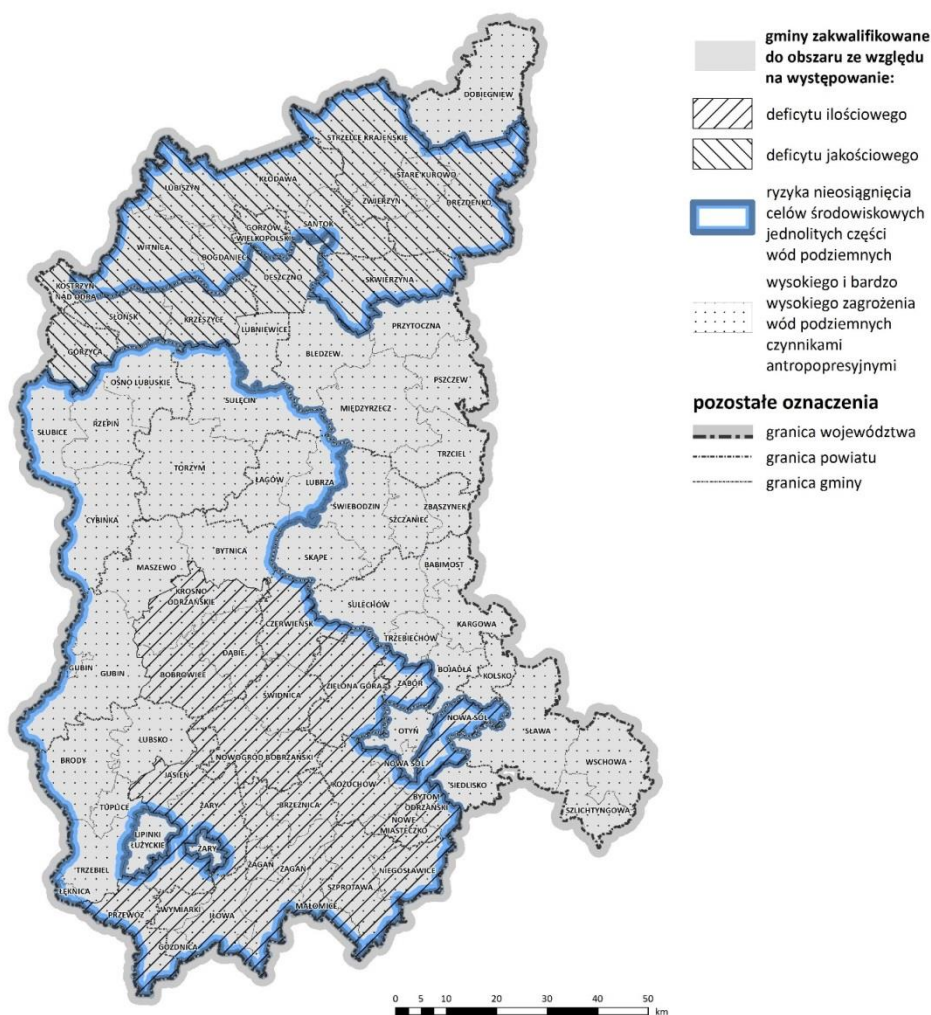 gminy zakwalifikowane
do obszaru ze względu
na występowanie:
deficytu ilościowego
deficytu jakościowego
ryzyka nieosiągnięcia
celów środowiskowych
jednolitych części
wód podziemnych
wysokiego i bardzo
wysokiego zagrożenia
wód podziemnych
czynnikami
antropopresyjnymi
pozostałe oznaczenia
granica województwa
granica powiatu
granica gminy
DOBIEGNIEW
STRZELCE KRAJEŃSKIE
STARE KUROWO
KŁODAWA
LUBISZYN
ZWIERZYN
DREZDENKO
GORZÓW
WIELKOPOLSKI
SANTOK
WITNICA
BOGDANIEC
DESZCZNO
SKWIERZYNA
KOSTRZYN
NAD ODRĄ
SŁOŃSK
KRZESZYCE
LUBNIEWICE
PRZYTOCZNA
GÓRZYCA
BLEDZEW
OŚNO LUBUSKIE
PSZCZEW
SULĘCIN
MIĘDZYRZECZ
RZEPIN
SŁUBICE
TRZCIEL
TORZYM
ŁAGÓW
LUBRZA
ŚWIEBODZIN
ZBĄSZYNEK
CYBINKA
SZCZANIEC
BYTNICA
SKĄPE
MASZEWO
BABIMOST
KROSNO
ODRZAŃSKIE
SULECHÓW
CZERWIEŃSK
KARGOWA
TRZEBIECHÓW
DĄBIE
GUBIN
GUBIN
BOBROWICE
BOJADŁA
KOLSKO
ZABÓR
ZIELONA GÓRA
ŚWIDNICA
NOWA SÓL
OTYŃ
SŁAWA
LUBSKO
BRODY
NOWOGRÓD BOBRZAŃSKI
NOWA SÓL
WSCHOWA
JASIEŃ
KOŻUCHÓW
SIEDLISKO
TUPLICE
ŻARY
BRZEŹNICA
BYTOM
ODRZAŃSKI
SZLICHTYNGOWA
NOWE
MIASTECZKO
LIPINKI
ŁUŻYCKIE
ŻARY
TRZEBIEL
ŻAGAŃ
ŻAGAŃ
NIEGOSŁAWICE
ŁĘKNICA
SZPROTAWA
PRZEWÓZ
WYMIARKI
IŁOWA
MAŁOMICE
GOZDNICA
0 5 10 20 30 40 50
km